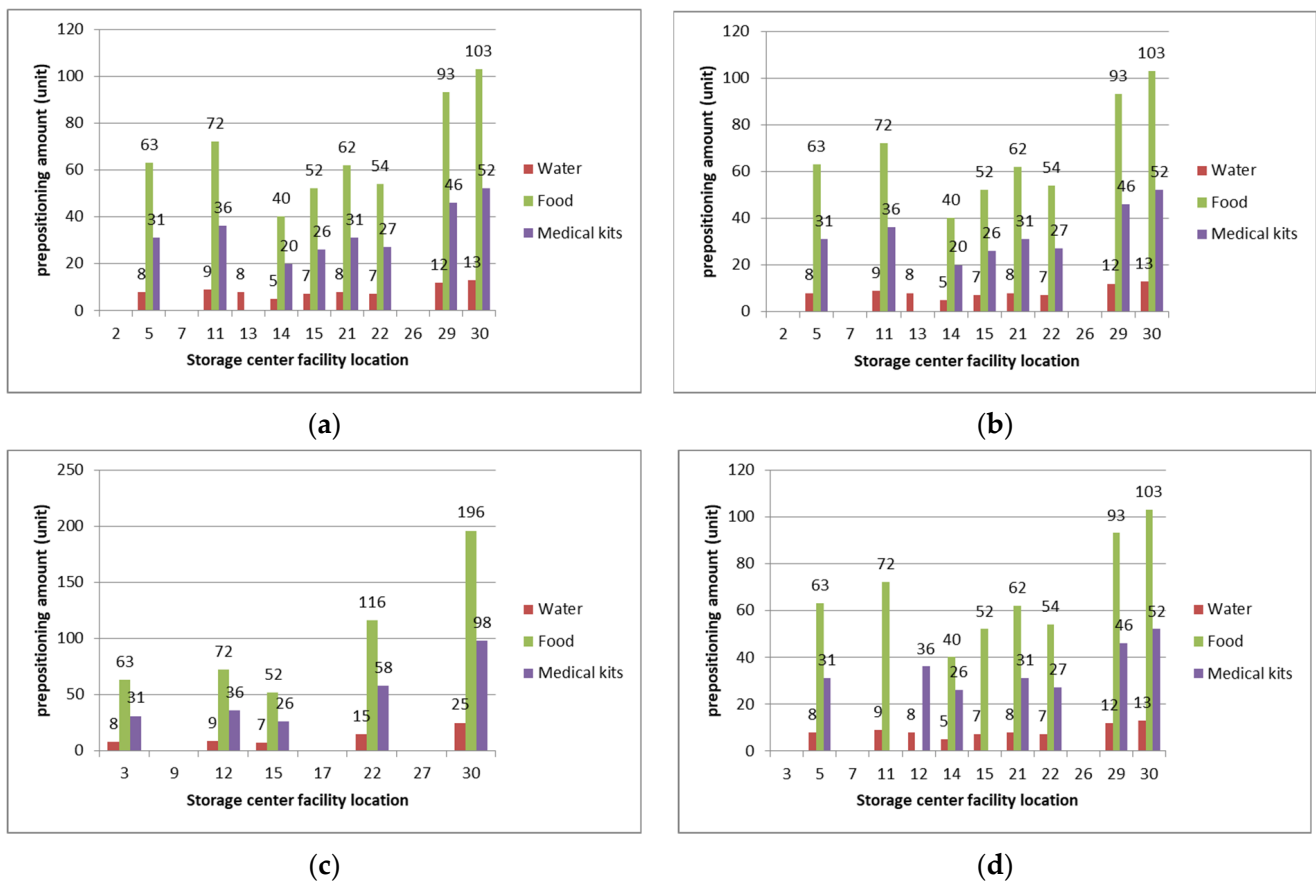 120
100
80
60
40
20
0
prepositioning amount (unit)
63 72 40 52 62 54 93 103
31 36 20 26 31 27 46 52
8 9 8 5 7 8 7 12 13
2 5 7 11 13 14 15 21 22 26 29 30
Storage center facility location
Water
Food
Medical kits
(a)
120
100
80
60
40
20
0
prepositioning amount (unit)
63 72 40 52 62 54 93 103
31 36 20 26 31 27 46 52
8 9 8 5 7 8 7 12 13
2 5 7 11 13 14 15 21 22 26 29 30
Storage center facility location
Water
Food
Medical kits
(b)
250
200
150
100
50
0
prepositioning amount (unit)
63 72 52 116 196
31 36 26 58 98
8 9 7 15 25
3 9 12 15 17 22 27 30
Storage center facility location
Water
Food
Medical kits
(c)
120
100
80
60
40
20
0
prepositioning amount (unit)
63 72 40 52 62 54 93 103
31 36 26 31 27 46 52
8 9 8 5 7 8 7 12 13
3 5 7 11 12 14 15 21 22 26 29 30
Storage center facility location
Water
Food
Medical kits
(d)